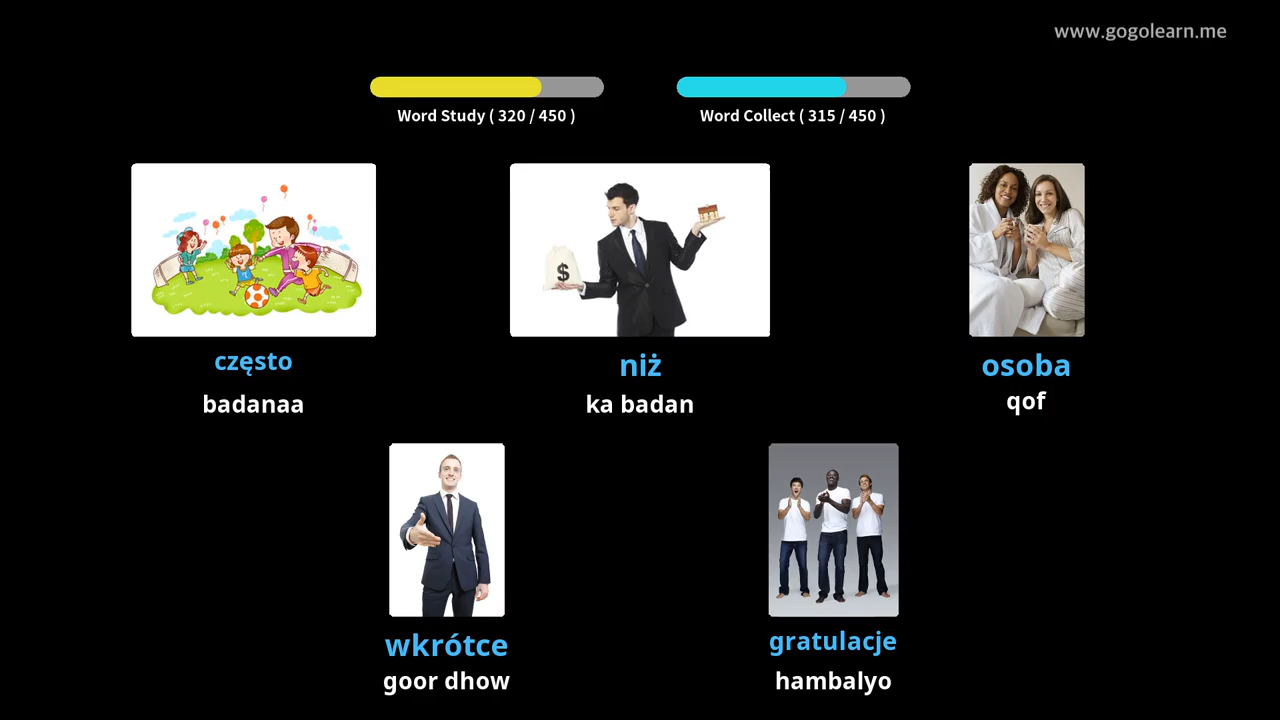 www.gogolearn.me
Word Study ( 320 / 450 )
Word Collect ( 315 / 450 )
często
badanaa
niż
ka badan
osoba
qof
$
wkrótce
goor dhow
gratulacje
hambalyo